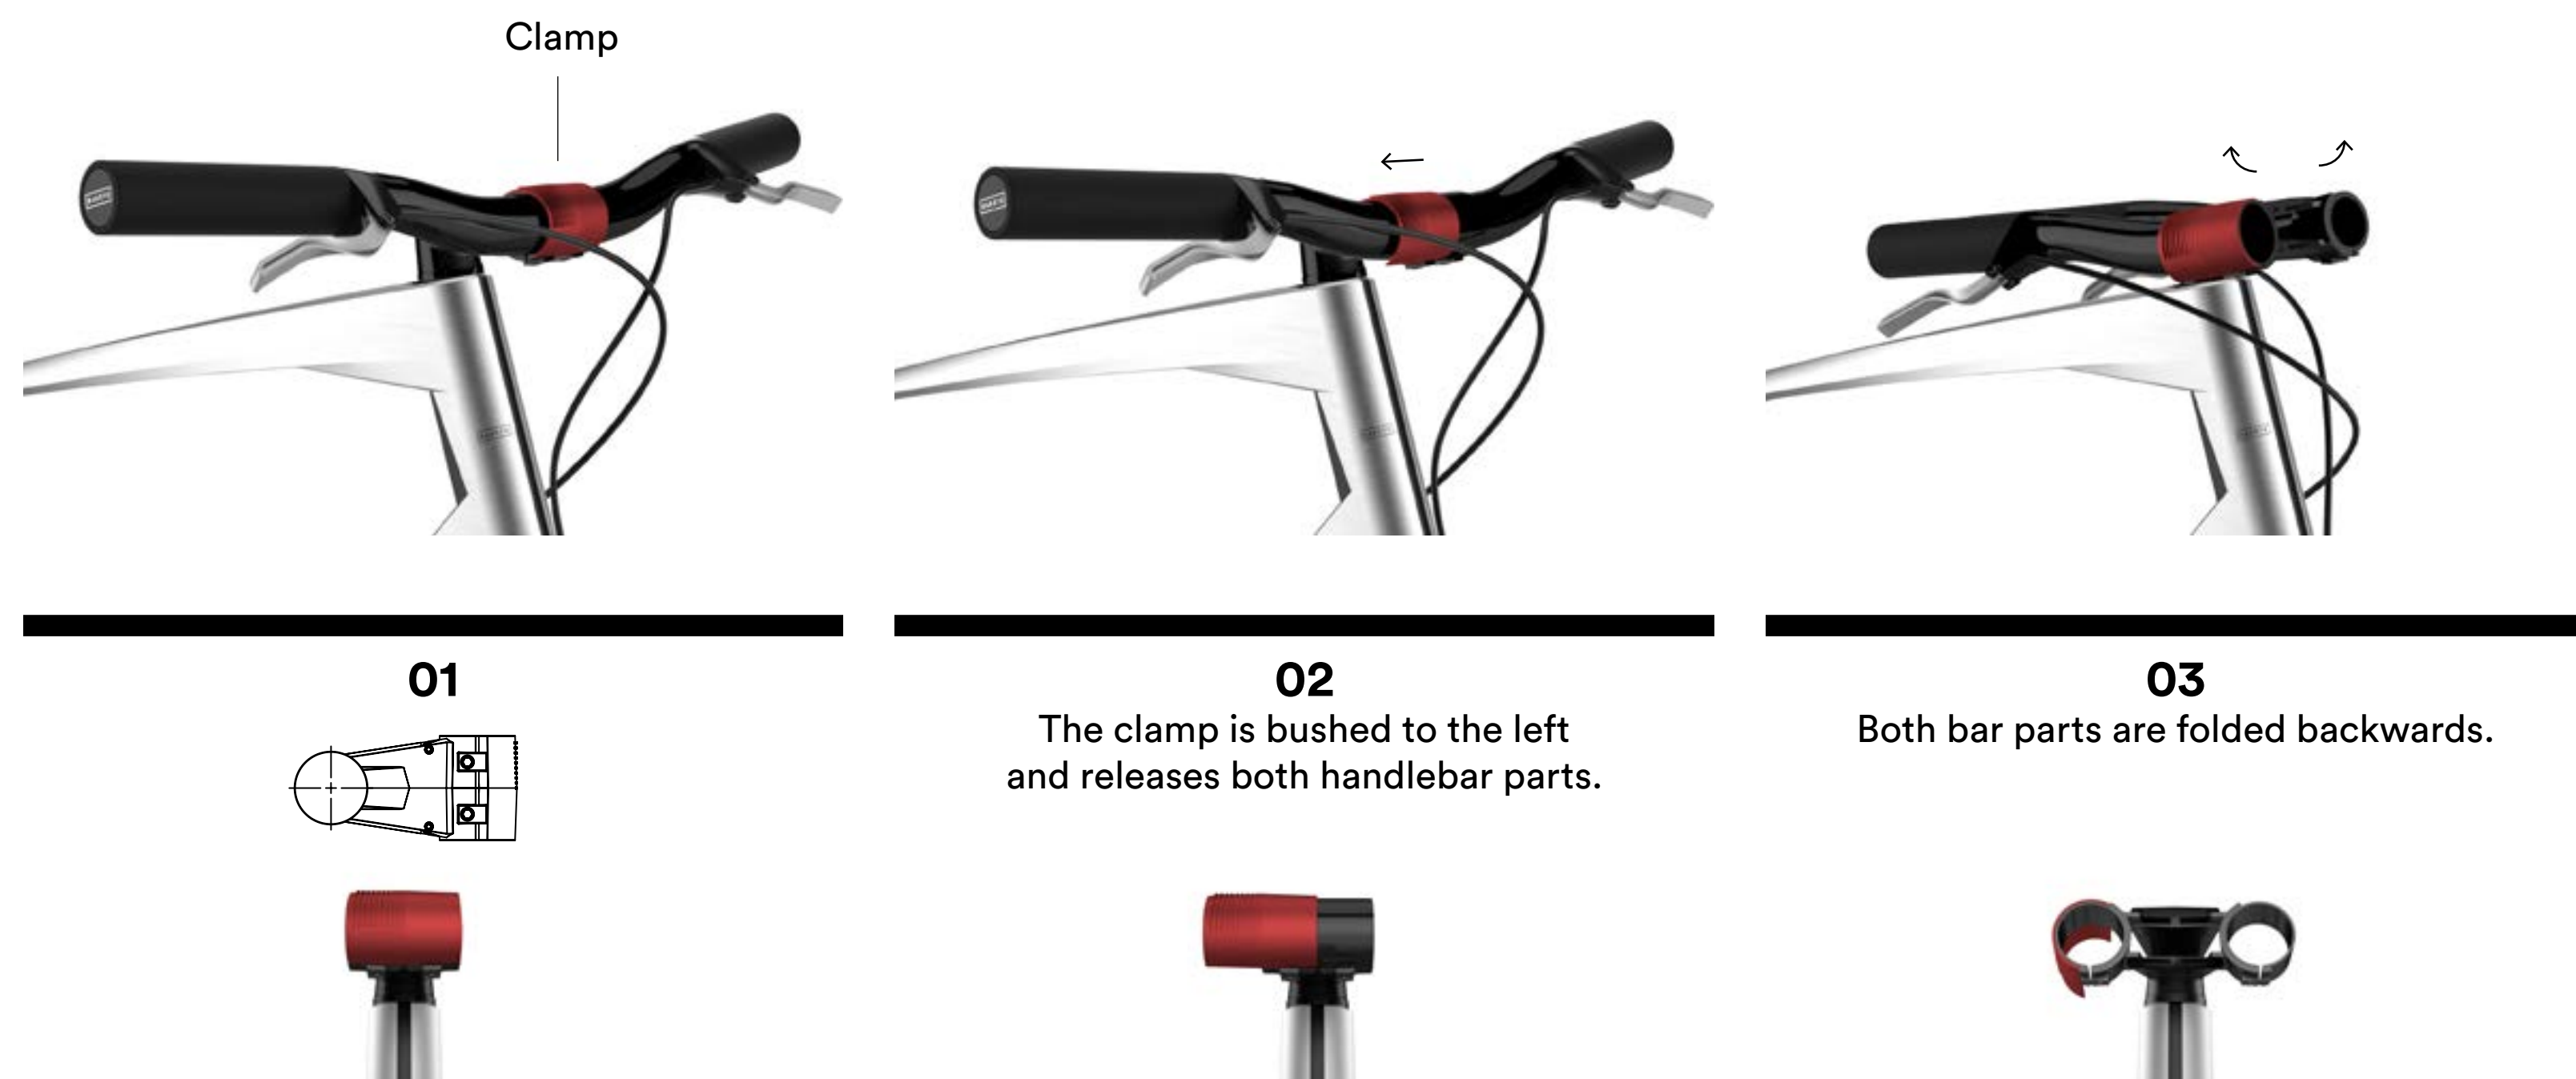 Clamp
01
The clamp is bushed to the left
and releases both handlebar parts.
02
Both bar parts are folded backwards.
03